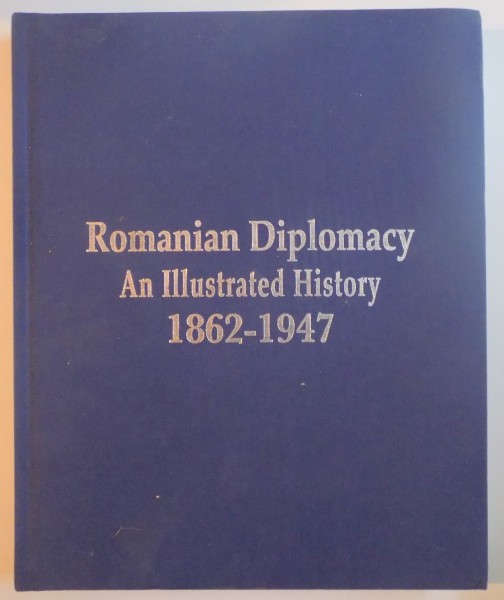 Romanian Diplomacy
An Illustrated History
1862-1947